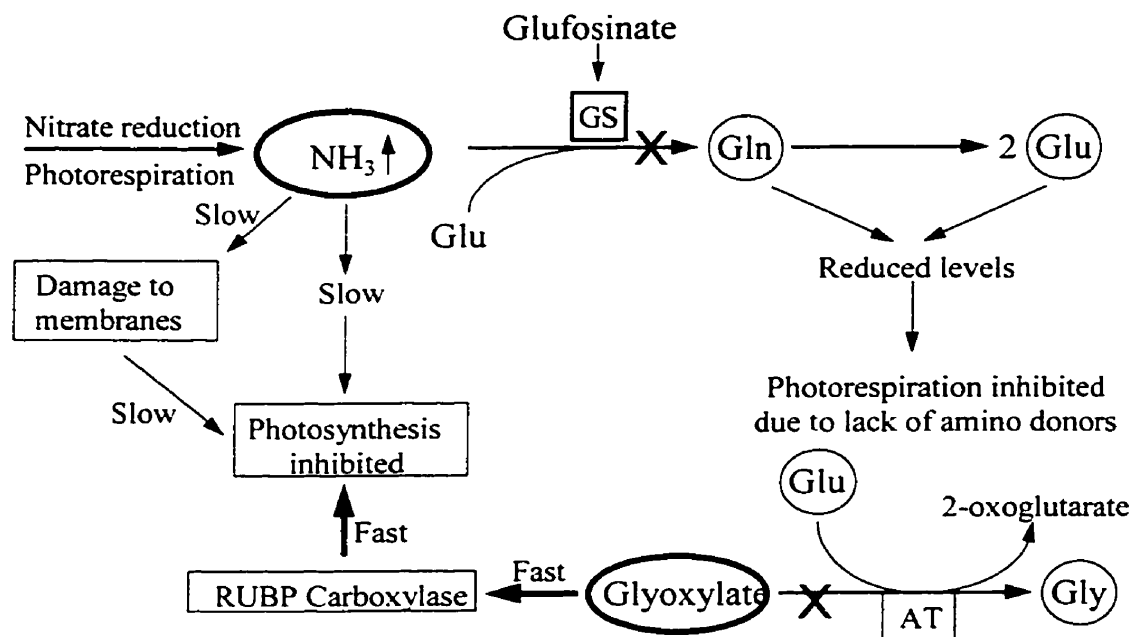 Glufosinate
GS
Nitrate reduction
Photorespiration
NH₃
X
Gln
2 Glu
Glu
Slow
Slow
Damage to
membranes
Slow
Reduced levels
Photorespiration inhibited
due to lack of amino donors
Photosynthesis
inhibited
Glu
2-oxoglutarate
Fast
RUBP Carboxylase
Fast
Glyoxylate
X
AT
Gly